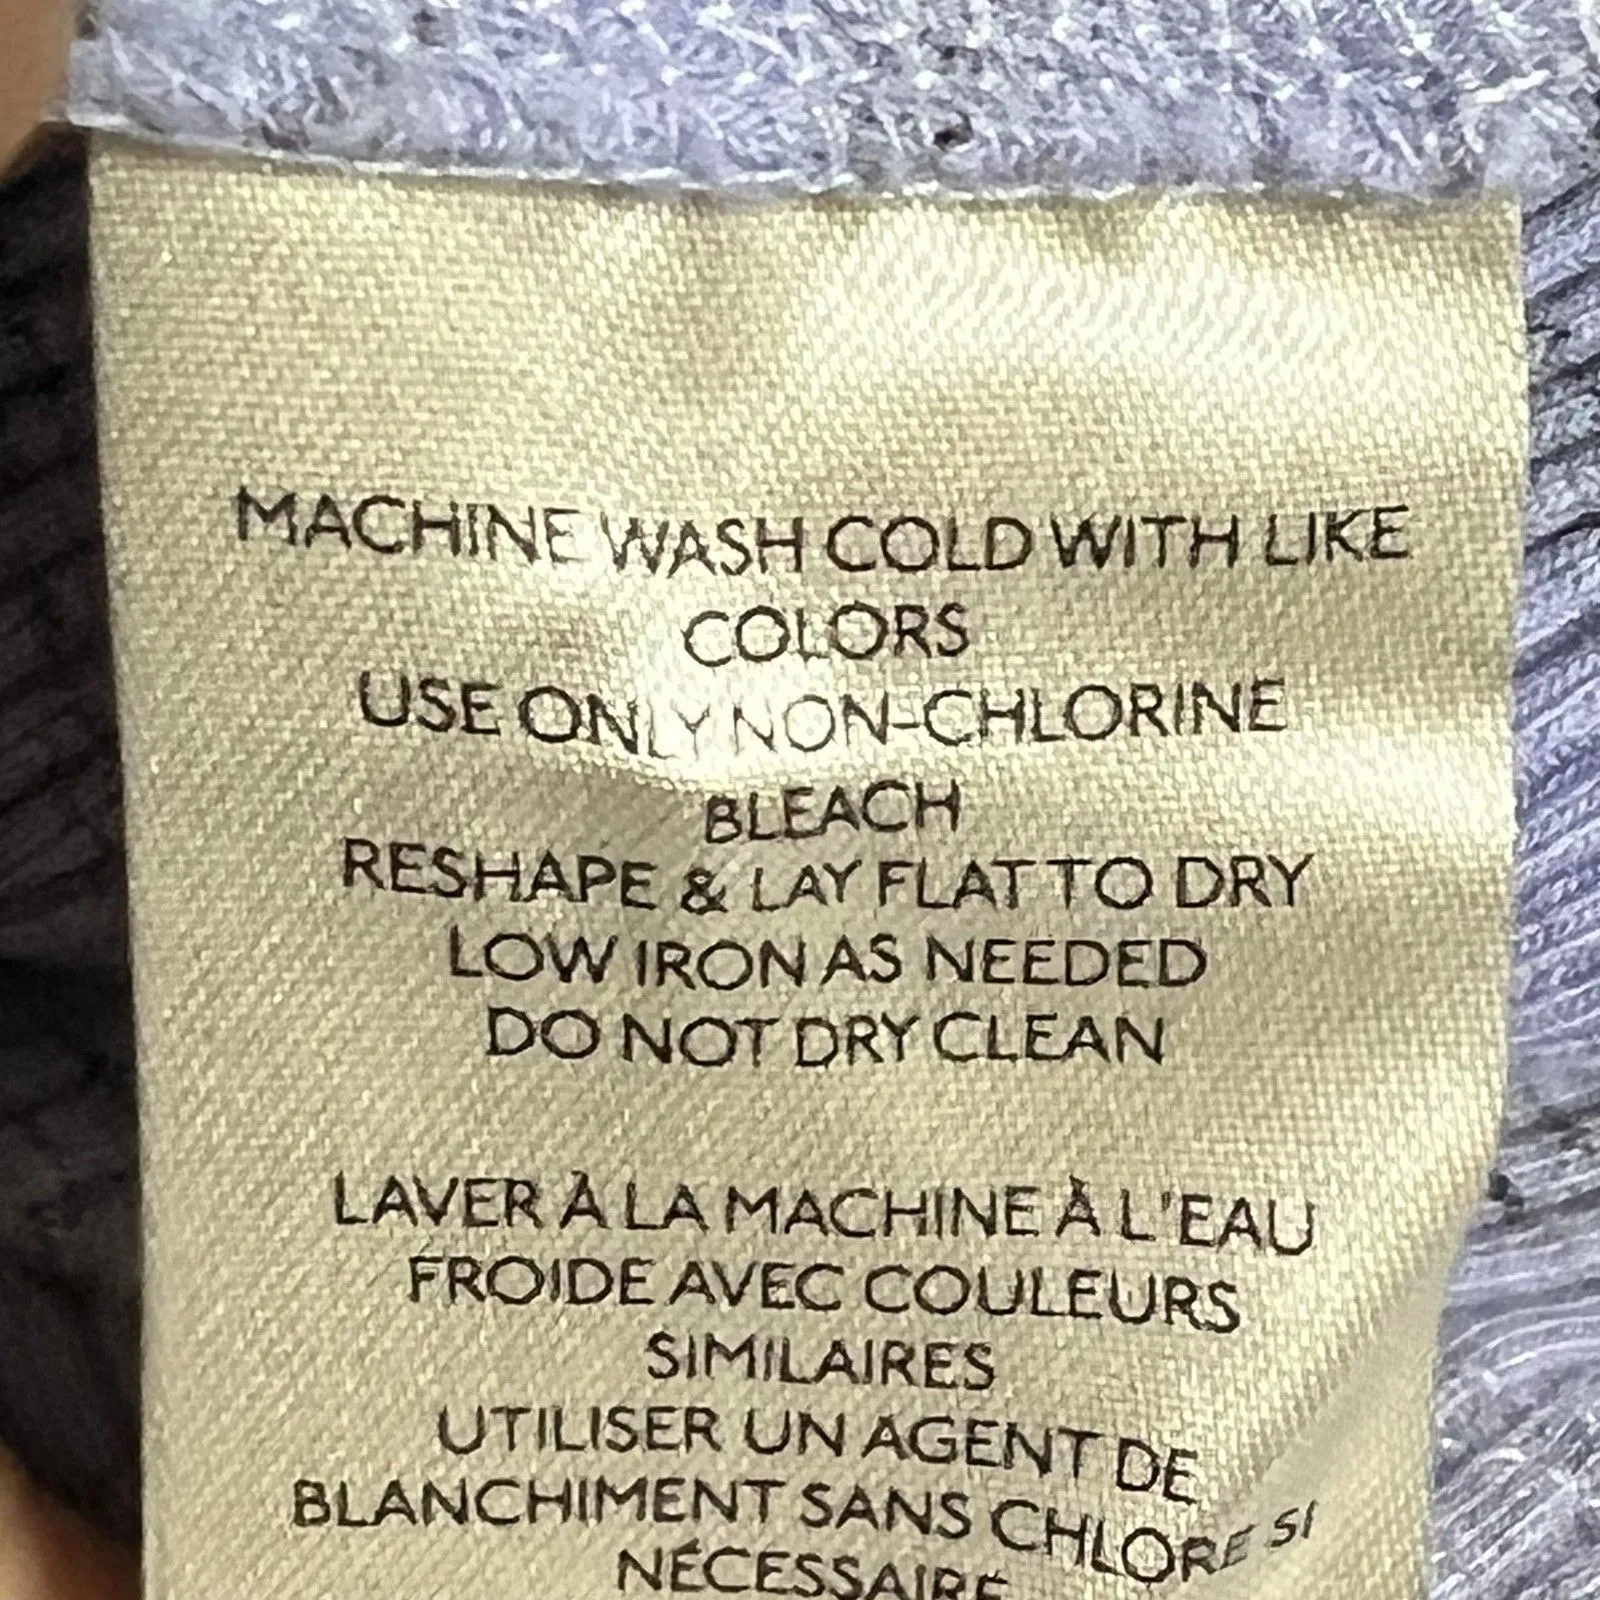 MACHINE WASH COLD WITH LIKE
COLORS
USE ONLY NON-CHLORINE
BLEACH
RESHAPE & LAY FLAT TO DRY
LOW IRON AS NEEDED
DO NOT DRY CLEAN
LAVER À LA MACHINE À L'EAU
FROIDE AVEC COULEURS
SIMILAIRES
UTILISER UN AGENT DE
BLANCHIMENT SANS CHLORE SI
NÉCESSAIRE